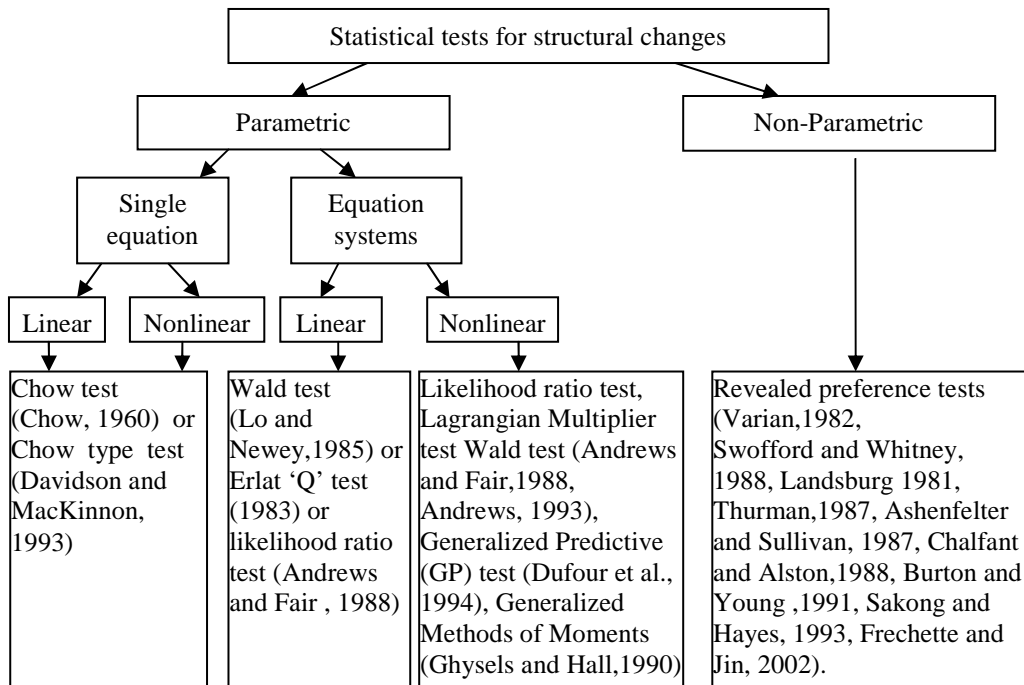 Statistical tests for structural changes
Parametric
Non-Parametric
Single
equation
Equation
systems
Linear
Nonlinear
Linear
Nonlinear
Chow test
(Chow, 1960) or
Chow type test
(Davidson and
MacKinnon,
1993)
Wald test
(Lo and
Newey,1985) or
Erlat ‘Q’ test
(1983) or
likelihood ratio
test (Andrews
and Fair , 1988)
Likelihood ratio test,
Lagrangian Multiplier
test Wald test (Andrews
and Fair,1988,
Andrews, 1993),
Generalized Predictive
(GP) test (Dufour et al.,
1994), Generalized
Methods of Moments
(Ghysels and Hall,1990)
Revealed preference tests
(Varian,1982,
Swofford and Whitney,
1988, Landsburg 1981,
Thurman,1987, Ashenfelter
and Sullivan, 1987, Chalfant
and Alston,1988, Burton and
Young ,1991, Sakong and
Hayes, 1993, Frechette and
Jin, 2002).